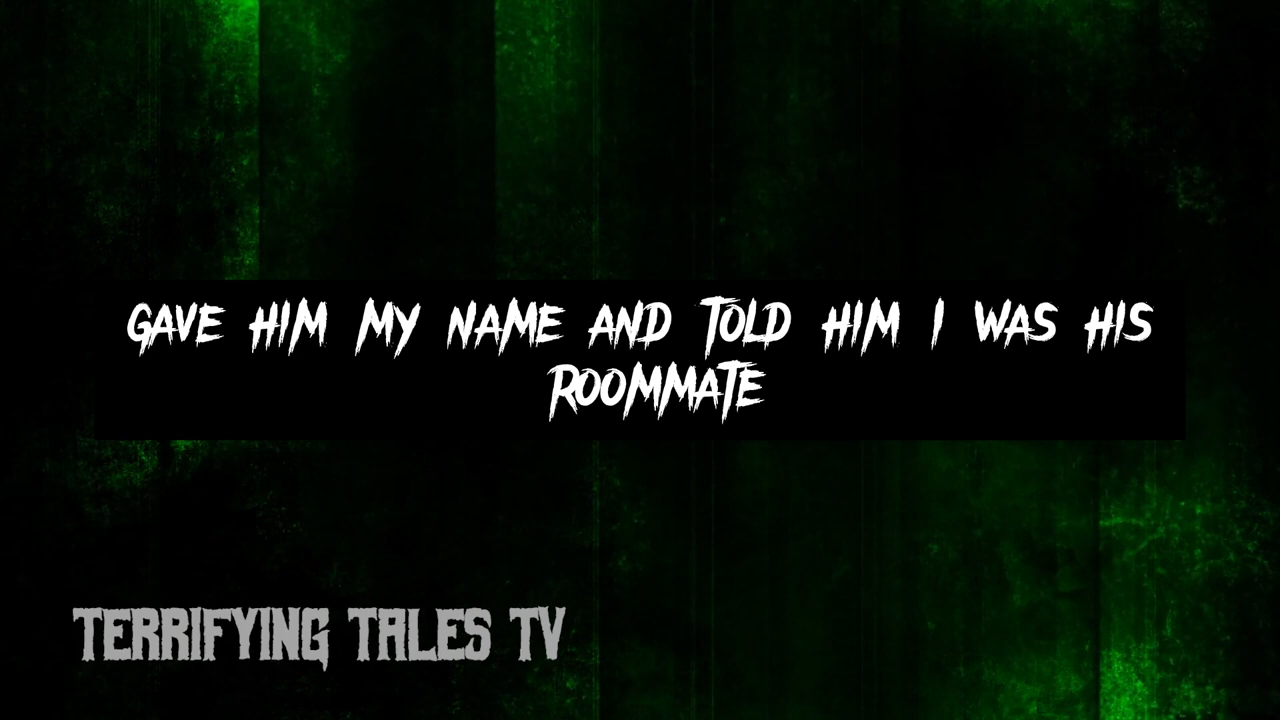 GAVE HIM MY NAME AND TOLD HIM I WAS HIS
ROOMMATE
TERRIFYING TALES TV